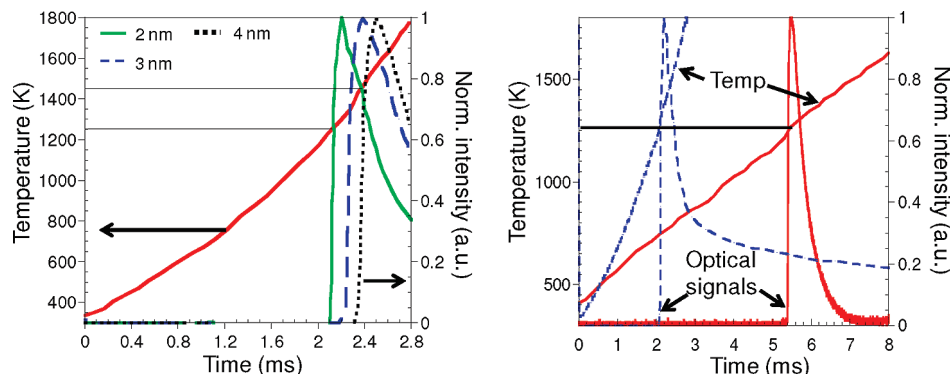 1800
1600
1400
1200
1000
800
600
400
Temperature (K)
2 nm
4 nm
3 nm
1
0.8
0.6
0.4
0.2
0
Norm. intensity (a.u.)
0 0.4 0.8 1.2 1.6 2.0 2.4 2.8
Time (ms)
1500
1000
500
Temperature (K)
Temp
Optical
signals
1
0.8
0.6
0.4
0.2
0
Norm. intensity (a.u.)
0 1 2 3 4 5 6 7 8
Time (ms)